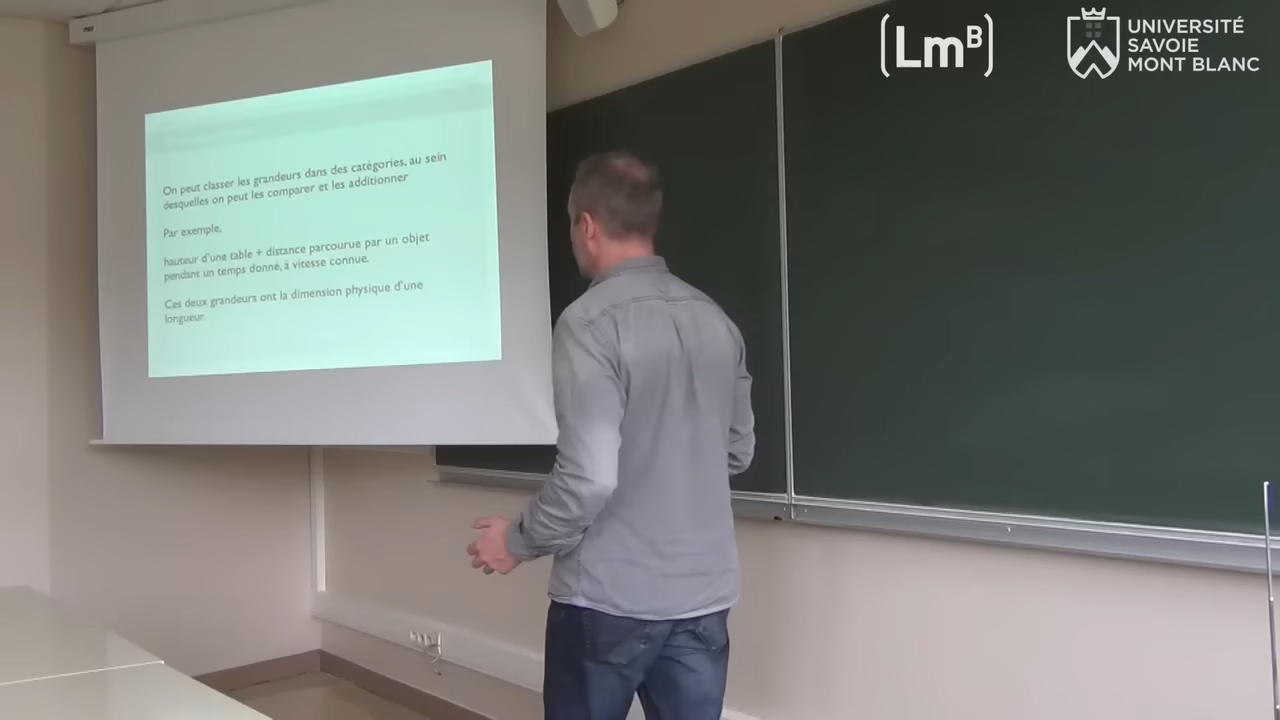 (LmB)
UNIVERSITÉ
SAVOIE
MONT BLANC
On peut classer les grandeurs dans des catégories, au sein
desquelles on peut les comparer et les additionner
Par exemple,
hauteur d'une table + distance parcourue par un objet
pendant un temps donné, à vitesse connue.
Ces deux grandeurs ont la dimension physique d'une
longueur.